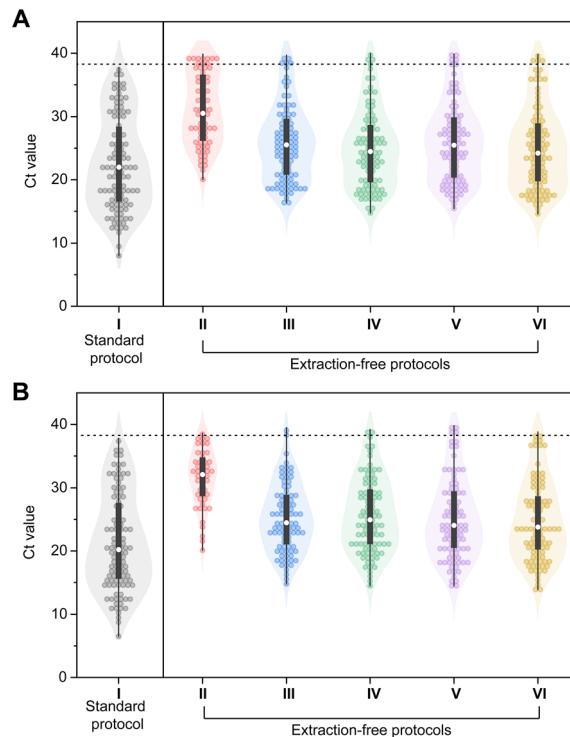 A
40
30
20
10
0
Ct value
I II III IV V VI
Standard
protocol
Extraction-free protocols
B
40
30
20
10
0
Ct value
I II III IV V VI
Standard
protocol
Extraction-free protocols